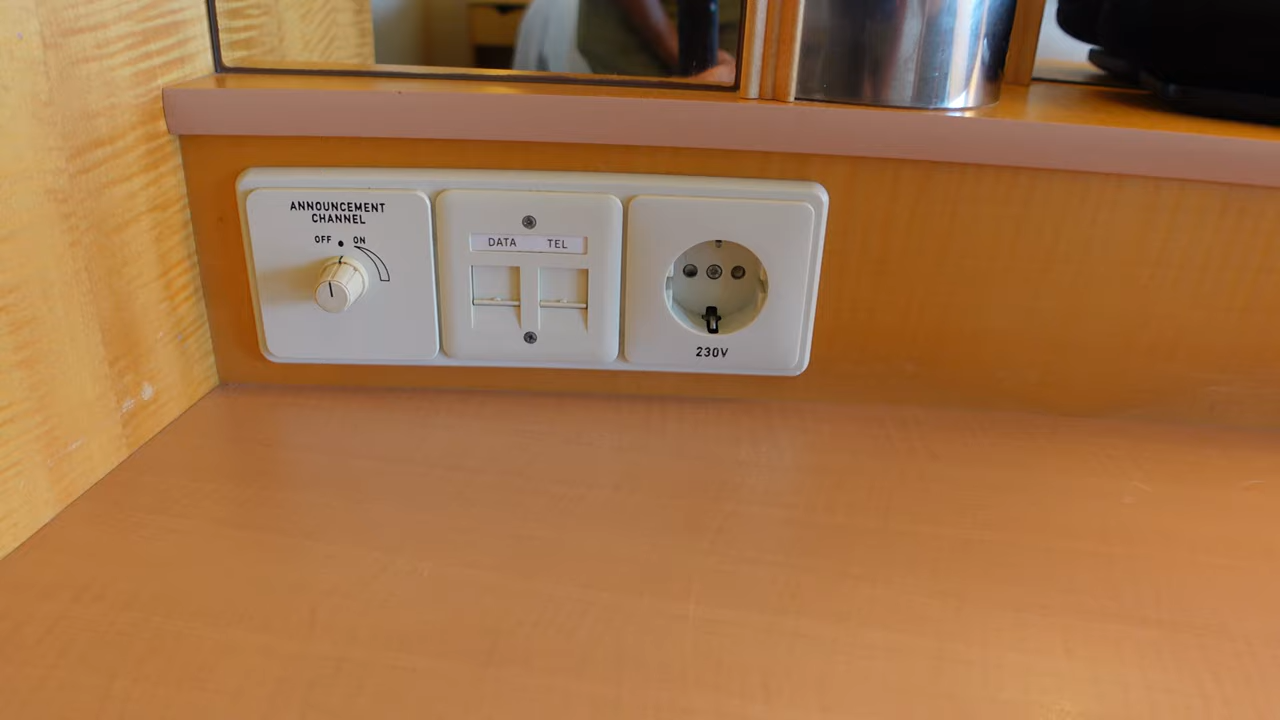 ANNOUNCEMENT
CHANNEL
OFF ON
DATA TEL
230V